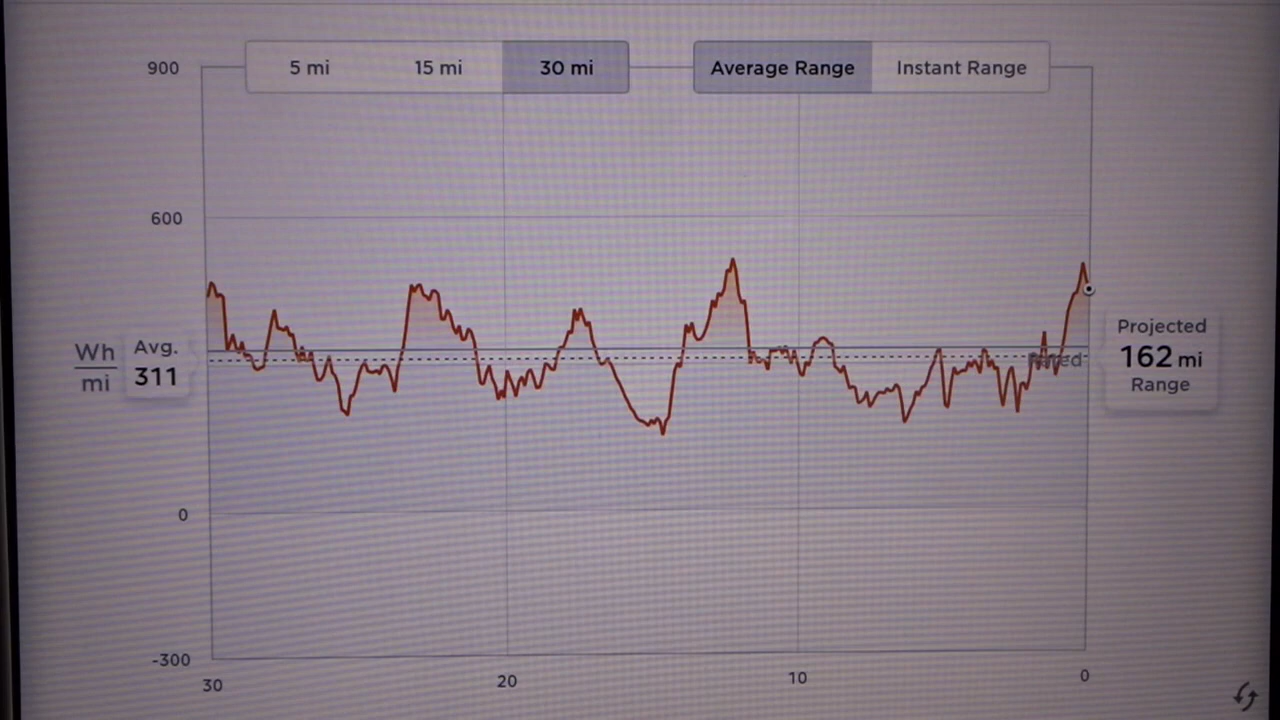 900
5 mi 15 mi 30 mi
Average Range Instant Range
600
Wh
mi
Avg.
311
Rated
Projected
162 mi
Range
0
-300
30 20 10 0